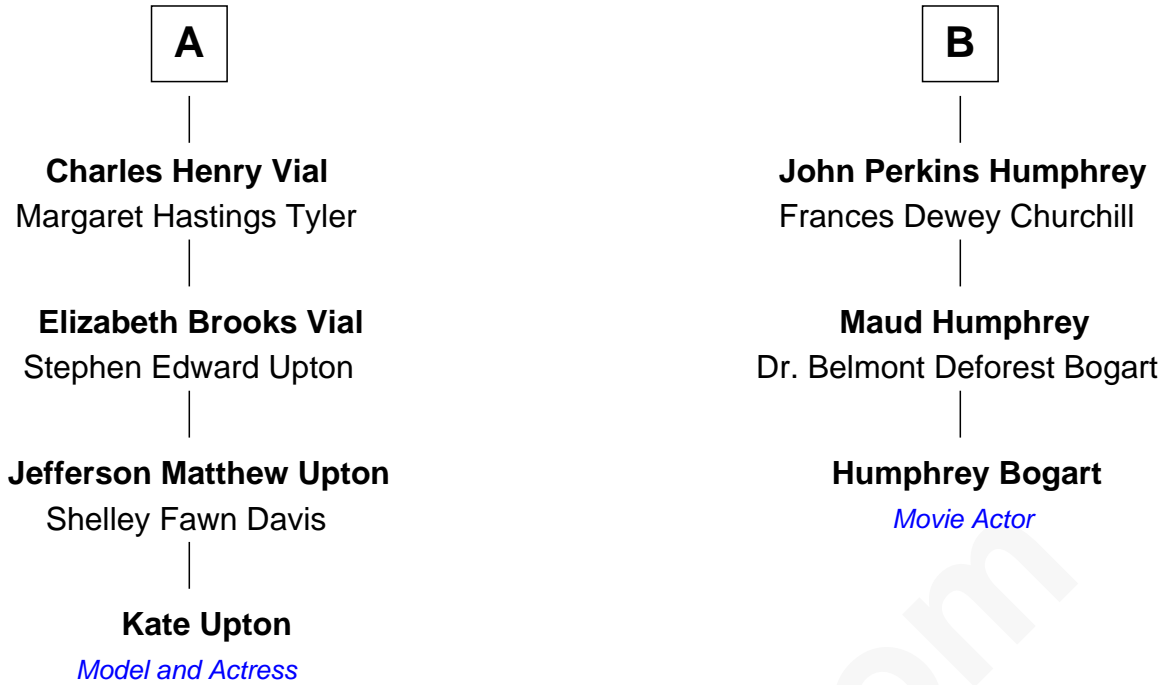 A
Charles Henry Vial
Margaret Hastings Tyler
Elizabeth Brooks Vial
Stephen Edward Upton
Jefferson Matthew Upton
Shelley Fawn Davis
Kate Upton
Model and Actress
B
John Perkins Humphrey
Frances Dewey Churchill
Maud Humphrey
Dr. Belmont Deforest Bogart
Humphrey Bogart
Movie Actor
om